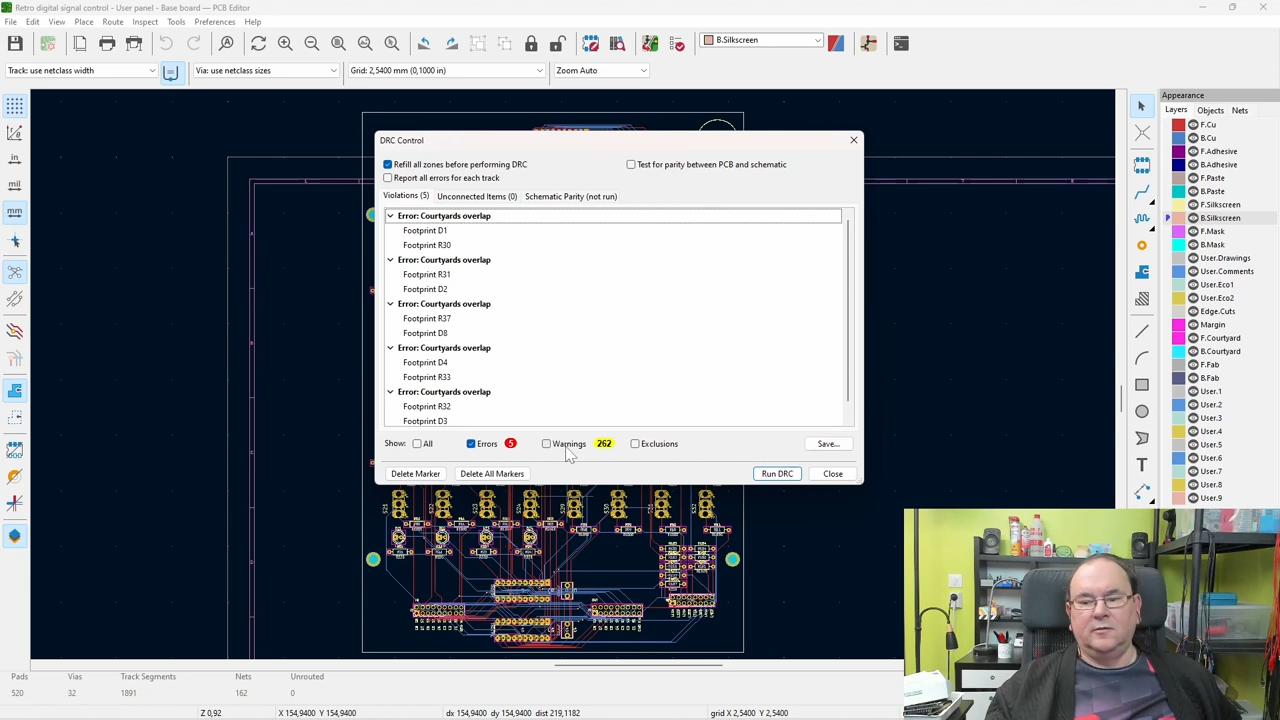 Retro digital signal control - User panel - Base board — PCB Editor
File Edit View Place Route Inspect Tools Preferences Help
B.Silkscreen
Track: use netclass width
Via: use netclass sizes
Grid: 2,5400 mm (0,1000 in)
Zoom Auto
in
mil
mm
DRC Control
Refill all zones before performing DRC
Test for parity between PCB and schematic
Report all errors for each track
Violations (5)
Unconnected Items (0)
Schematic Parity (not run)
Error: Courtyards overlap
Footprint D1
Footprint R30
Error: Courtyards overlap
Footprint R31
Footprint D2
Error: Courtyards overlap
Footprint R37
Footprint D8
Error: Courtyards overlap
Footprint D4
Footprint R33
Error: Courtyards overlap
Footprint R32
Footprint D3
Show: All Errors 5 Warnings 262 Exclusions Save...
Delete Marker
Delete All Markers
Run DRC
Close
Appearance
Layers Objects Nets
F.Cu
B.Cu
F.Adhesive
B.Adhesive
F.Paste
B.Paste
F.Silkscreen
B.Silkscreen
F.Mask
B.Mask
User.Drawings
User.Comments
User.Eco1
User.Eco2
Edge.Cuts
Margin
F.Courtyard
B.Courtyard
F.Fab
B.Fab
User.1
User.2
User.3
User.4
User.5
User.6
User.7
User.8
User.9
Pads Vias Track Segments Nets Unrouted
520 32 1891 162 0
Z 0,92
X 154,9400 Y 154,9400
dx 154,9400 dy 154,9400 dist 219,1182
grid X 2,5400 Y 2,5400